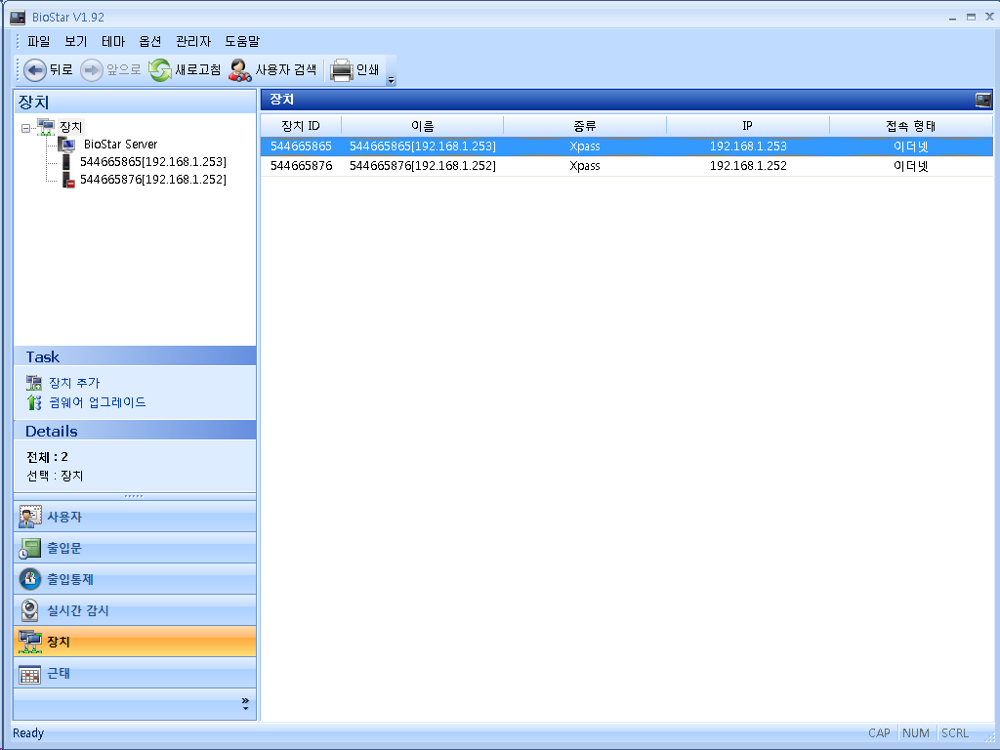 BioStar V1.92
파일 보기 테마 옵션 관리자 도움말
뒤로 앞으로 새로고침 사용자 검색 인쇄
장치
장치
BioStar Server
544665865[192.168.1.253]
544665876[192.168.1.252]
Task
장치 추가
펌웨어 업그레이드
Details
전체 : 2
선택 : 장치
사용자
출입문
출입통제
실시간 감시
장치
근태
장치
장치 ID 이름 종류 IP 접속 형태
544665865 544665865[192.168.1.253] Xpass 192.168.1.253 이더넷
544665876 544665876[192.168.1.252] Xpass 192.168.1.252 이더넷
Ready CAP NUM SCRL